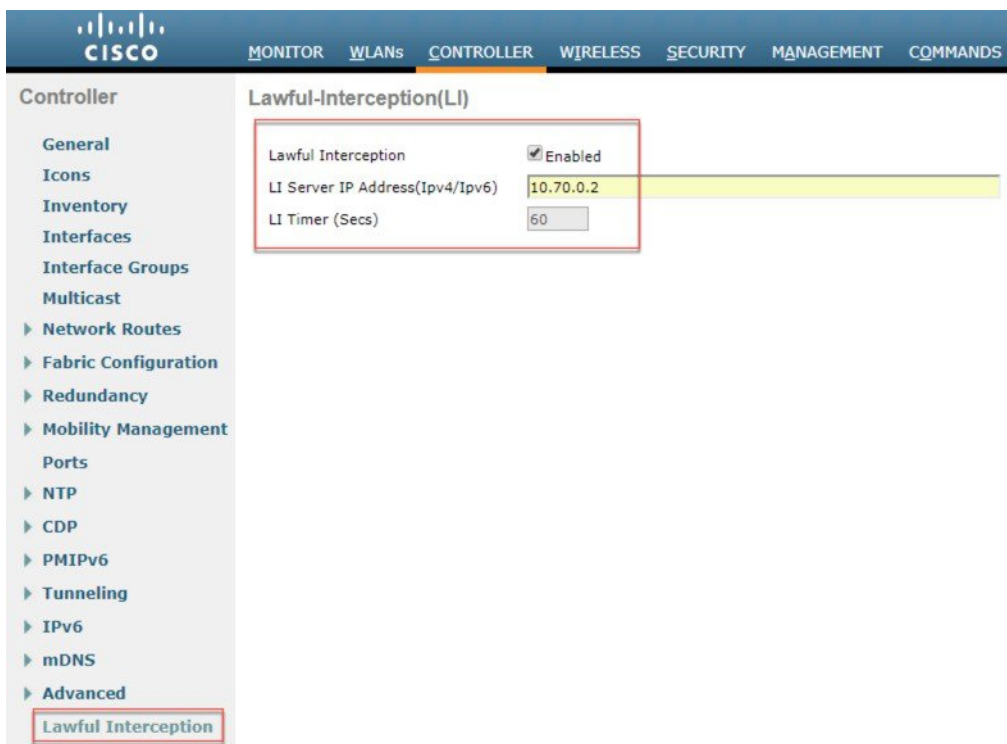 CISCO
MONITOR WLANs CONTROLLER WIRELESS SECURITY MANAGEMENT COMMANDS
Controller
General
Icons
Inventory
Interfaces
Interface Groups
Multicast
Network Routes
Fabric Configuration
Redundancy
Mobility Management
Ports
NTP
CDP
PMIPv6
Tunneling
IPv6
mDNS
Advanced
Lawful Interception
Lawful-Interception(LI)
Lawful Interception Enabled
LI Server IP Address(Ipv4/Ipv6) 10.70.0.2
LI Timer (Secs) 60